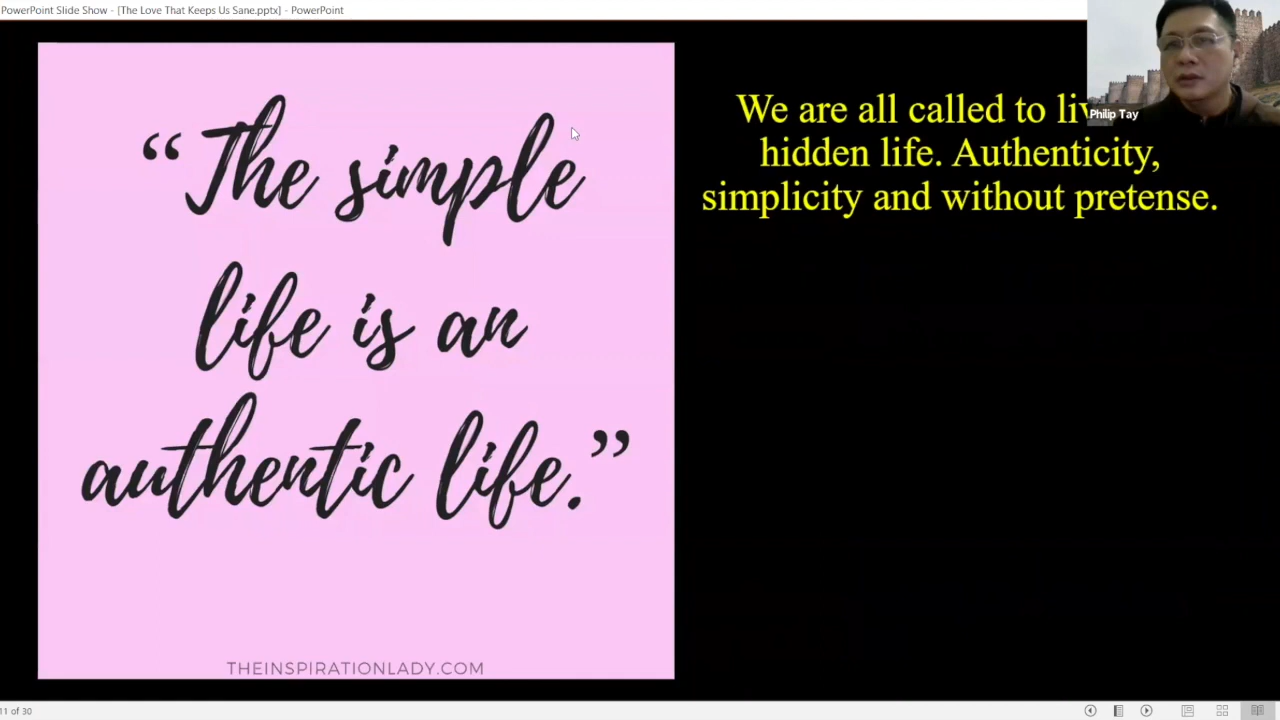 PowerPoint Slide Show - [The Love That Keeps Us Sane.pptx] - PowerPoint
“The simple
life is an
authentic life.”
THEINSPIRATIONLADY.COM
We are all called to
hidden life. Authenticity,
simplicity and without pretense.
Philip Tay
11 of 30